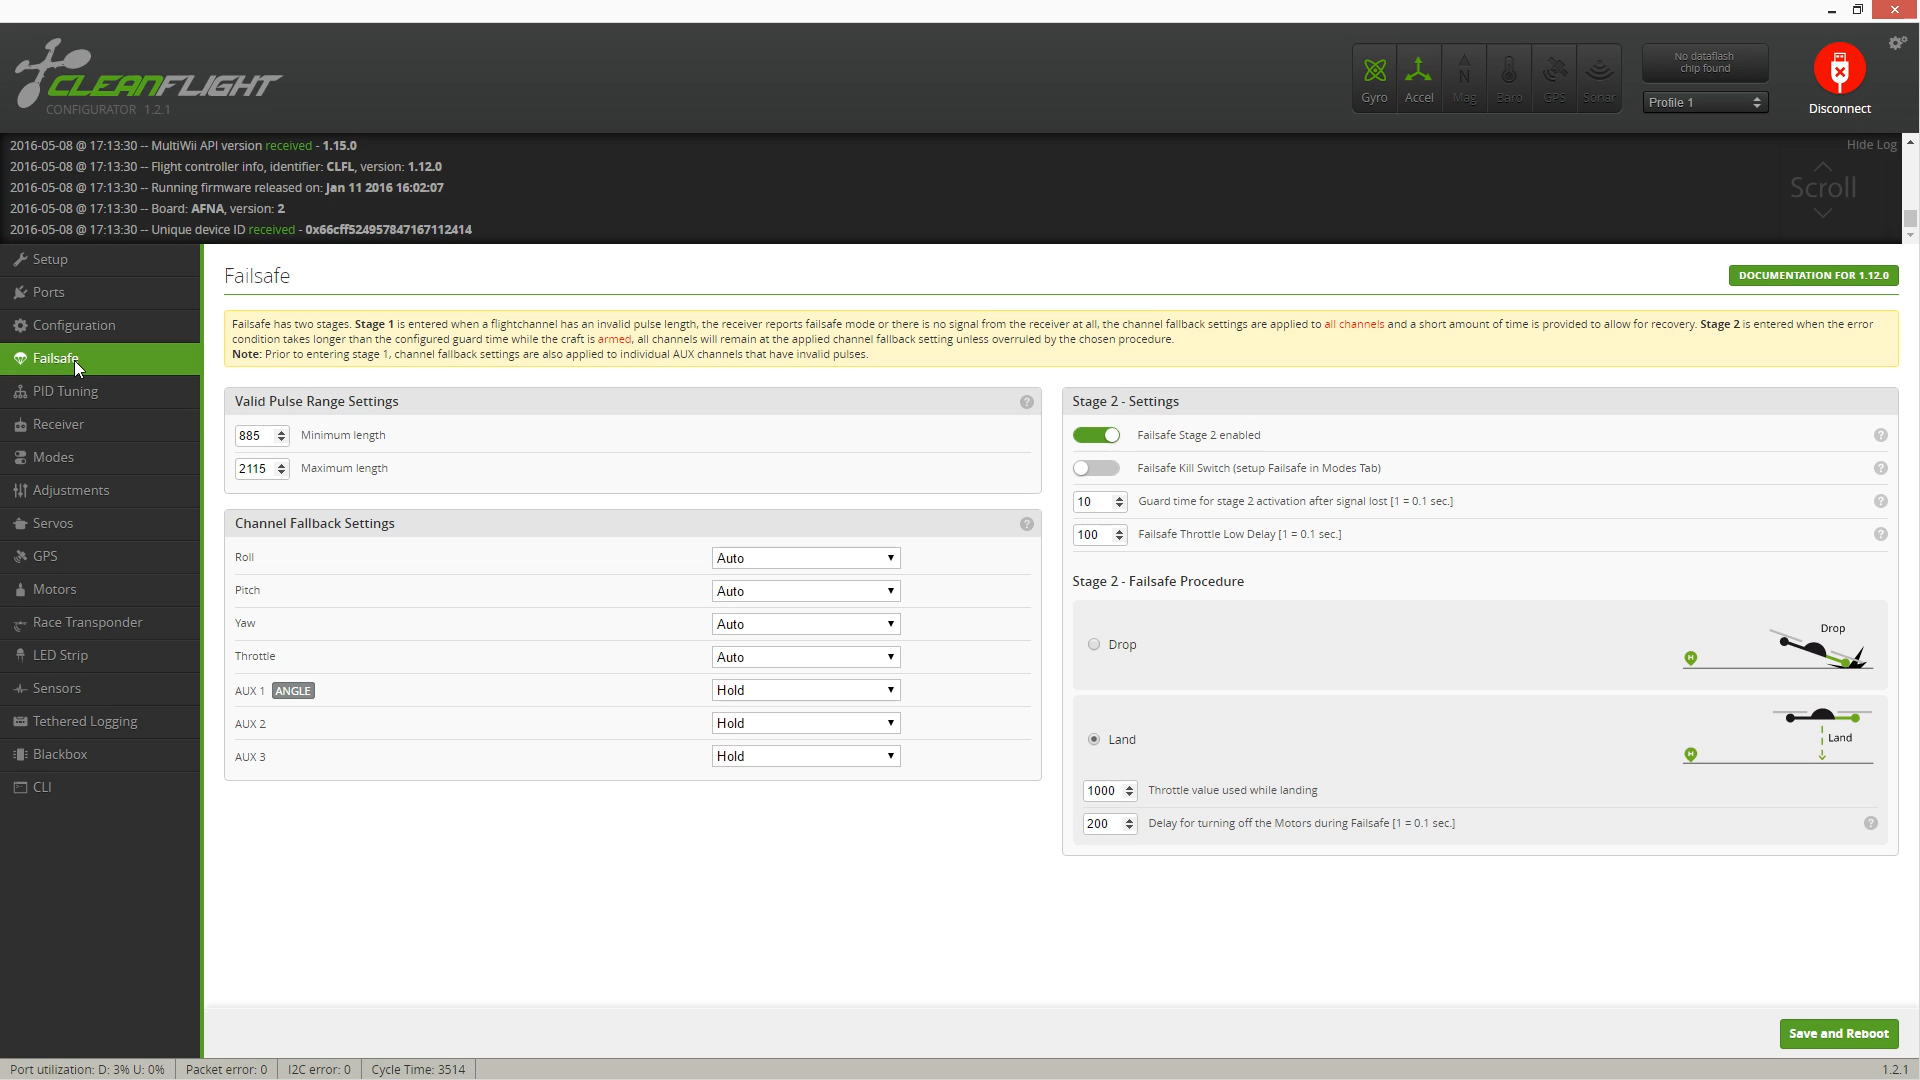 CLEANFLIGHT
CONFIGURATOR 1.2.1
Gyro
Accel
Mag
Baro
GPS
Sonar
No dataflash
chip found
Profile 1
Disconnect
2016-05-08 @ 17:13:30 -- MultiWii API version received - 1.15.0
2016-05-08 @ 17:13:30 -- Flight controller info, identifier: CLFL, version: 1.12.0
2016-05-08 @ 17:13:30 -- Running firmware released on: Jan 11 2016 16:02:07
2016-05-08 @ 17:13:30 -- Board: AFNA, version: 2
2016-05-08 @ 17:13:30 -- Unique device ID received - 0x66cff524957847167112414
Hide Log
Scroll
Setup
Ports
Configuration
Failsafe
PID Tuning
Receiver
Modes
Adjustments
Servos
GPS
Motors
Race Transponder
LED Strip
Sensors
Tethered Logging
Blackbox
CLI
Failsafe
DOCUMENTATION FOR 1.12.0
Failsafe has two stages. Stage 1 is entered when a flightchannel has an invalid pulse length, the receiver reports failsafe mode or there is no signal from the receiver at all, the channel fallback settings are applied to all channels and a short amount of time is provided to allow for recovery. Stage 2 is entered when the error
condition takes longer than the configured guard time while the craft is armed, all channels will remain at the applied channel fallback setting unless overruled by the chosen procedure.
Note: Prior to entering stage 1, channel fallback settings are also applied to individual AUX channels that have invalid pulses.
Valid Pulse Range Settings
?
885 Minimum length
2115 Maximum length
Channel Fallback Settings
?
Roll Auto
Pitch Auto
Yaw Auto
Throttle Auto
AUX 1 ANGLE Hold
AUX 2 Hold
AUX 3 Hold
Stage 2 - Settings
Failsafe Stage 2 enabled ?
Failsafe Kill Switch (setup Failsafe in Modes Tab) ?
10 Guard time for stage 2 activation after signal lost [1 = 0.1 sec.] ?
100 Failsafe Throttle Low Delay [1 = 0.1 sec.] ?
Stage 2 - Failsafe Procedure
Drop
Drop
H
Land
Land
H
1000 Throttle value used while landing
200 Delay for turning off the Motors during Failsafe [1 = 0.1 sec.] ?
Save and Reboot
Port utilization: D: 3% U: 0%
Packet error: 0
I2C error: 0
Cycle Time: 3514
1.2.1